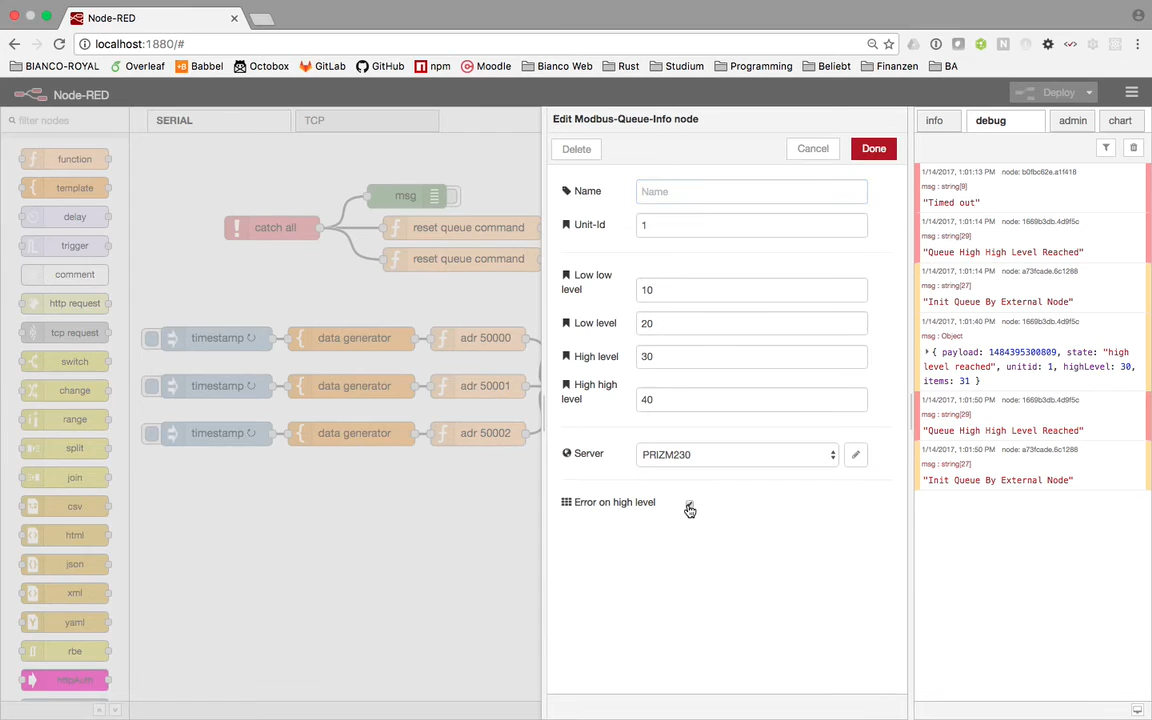 Node-RED
localhost:1880/#
BIANCO-ROYAL Overleaf Babbel Octobox GitLab GitHub npm Moodle Bianco Web Rust Studium Programming Beliebt Finanzen BA
Node-RED
Deploy
filter nodes
function
template
delay
trigger
comment
http request
tcp request
switch
change
range
split
join
csv
html
json
xml
yaml
rbe
httpAuth
SERIAL
TCP
msg
catch all
reset queue command
reset queue command
timestamp ↻
data generator
adr 50000
timestamp ↻
data generator
adr 50001
timestamp ↻
data generator
adr 50002
Edit Modbus-Queue-Info node
Delete
Cancel
Done
Name
Name
Unit-Id
1
Low low
level
10
Low level
20
High level
30
High high
level
40
Server
PRIZM230
Error on high level
info
debug
admin
chart
1/14/2017, 1:01:13 PM node: b0fbc62e.a1f418
msg : string[9]
"Timed out"
1/14/2017, 1:01:14 PM node: 1669b3db.4d9f5c
msg : string[29]
"Queue High High Level Reached"
1/14/2017, 1:01:14 PM node: a73fcade.6c1288
msg : string[27]
"Init Queue By External Node"
1/14/2017, 1:01:40 PM node: 1669b3db.4d9f5c
msg : Object
{ payload: 1484395300809, state: "high
level reached", unitid: 1, highLevel: 30,
items: 31 }
1/14/2017, 1:01:50 PM node: 1669b3db.4d9f5c
msg : string[29]
"Queue High High Level Reached"
1/14/2017, 1:01:50 PM node: a73fcade.6c1288
msg : string[27]
"Init Queue By External Node"